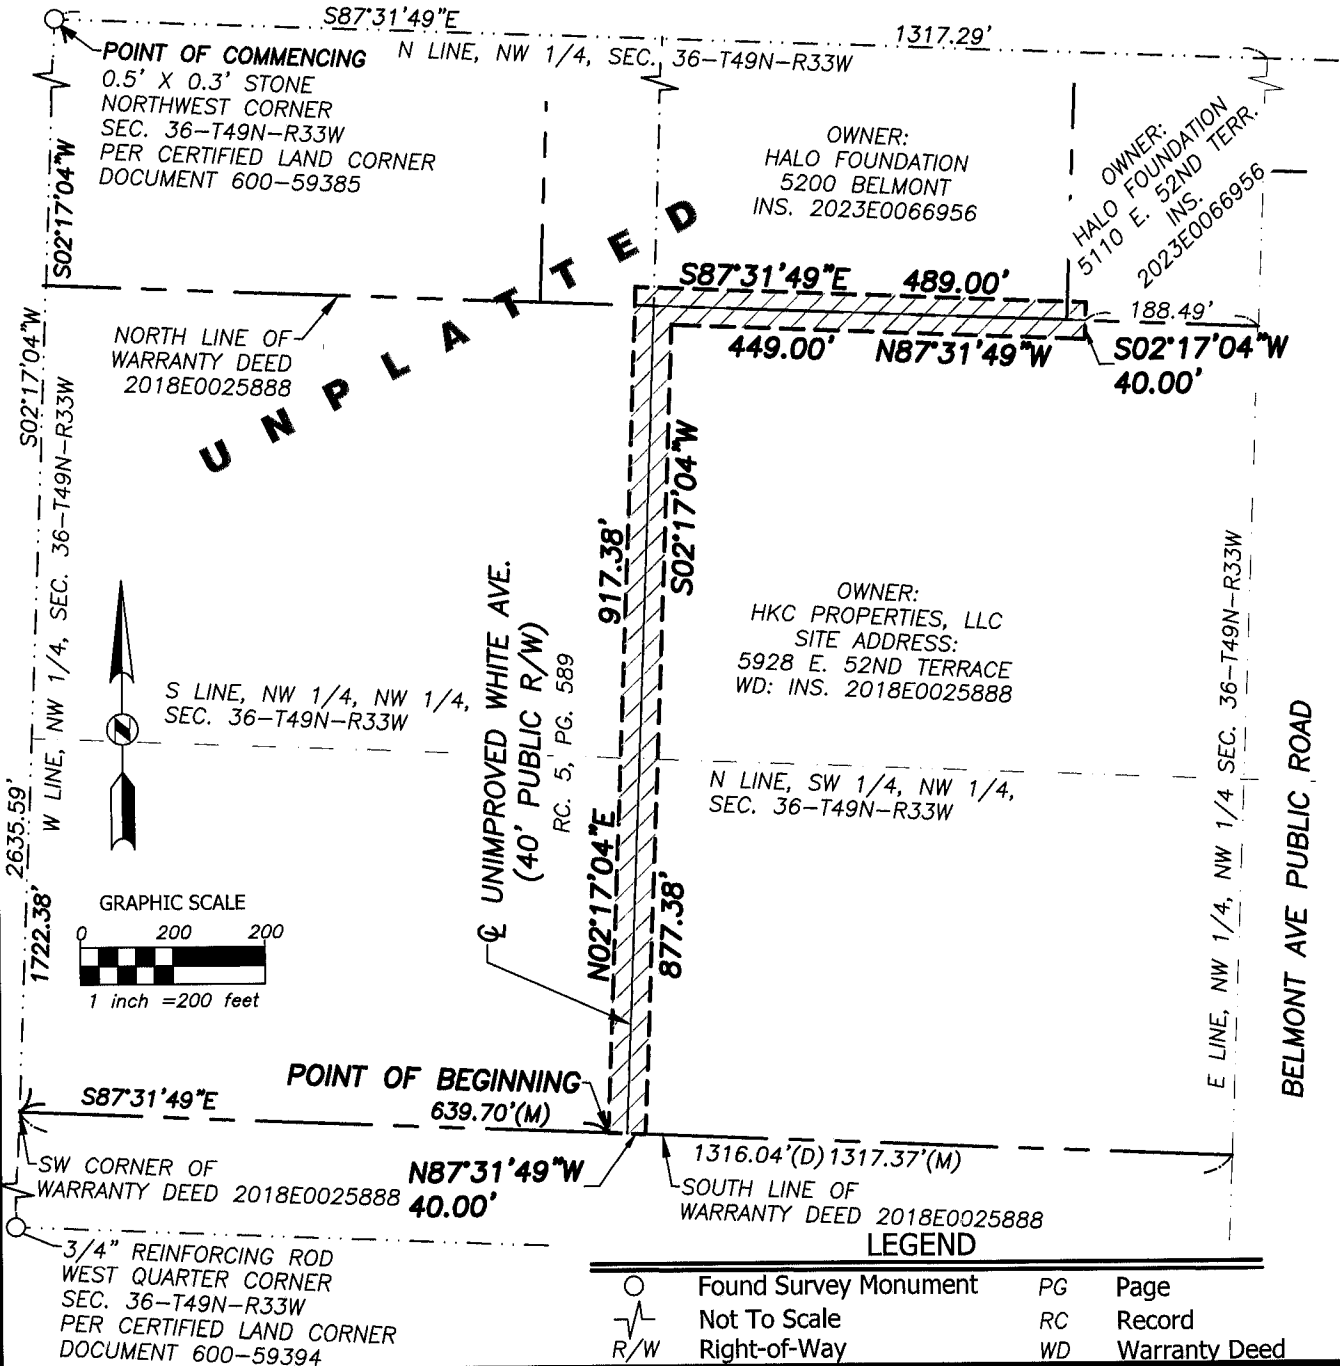 S87°31'49"E
1317.29'
POINT OF COMMENCING
0.5' X 0.3' STONE
NORTHWEST CORNER
SEC. 36-T49N-R33W
PER CERTIFIED LAND CORNER
DOCUMENT 600-59385
N LINE, NW 1/4, SEC. 36-T49N-R33W
S02°17'04"W
OWNER:
HALO FOUNDATION
5200 BELMONT
INS. 2023E0066956
OWNER:
HALO FOUNDATION
5110 E. 52ND TERR.
INS.
2023E0066956
UNPLATTED
S87°31'49"E 489.00'
188.49'
449.00' N87°31'49"W
S02°17'04"W
40.00'
NORTH LINE OF
WARRANTY DEED
2018E0025888
S02°17'04"W
W LINE, NW 1/4, SEC. 36-T49N-R33W
917.38'
S02°17'04"W
OWNER:
HKC PROPERTIES, LLC
SITE ADDRESS:
5928 E. 52ND TERRACE
WD: INS. 2018E0025888
S LINE, NW 1/4, NW 1/4,
SEC. 36-T49N-R33W
N
℄ UNIMPROVED WHITE AVE.
(40' PUBLIC R/W)
RC. 5, PG. 589
N LINE, SW 1/4, NW 1/4,
SEC. 36-T49N-R33W
E LINE, NW 1/4, NW 1/4 SEC. 36-T49N-R33W
BELMONT AVE PUBLIC ROAD
2635.59'
1722.38'
N02°17'04"E
877.38'
GRAPHIC SCALE
0 200 200
1 inch =200 feet
POINT OF BEGINNING
S87°31'49"E
639.70'(M)
SW CORNER OF
WARRANTY DEED 2018E0025888
N87°31'49"W
40.00'
1316.04'(D) 1317.37'(M)
SOUTH LINE OF
WARRANTY DEED 2018E0025888
3/4" REINFORCING ROD
WEST QUARTER CORNER
SEC. 36-T49N-R33W
PER CERTIFIED LAND CORNER
DOCUMENT 600-59394
LEGEND
Found Survey Monument PG Page
Not To Scale RC Record
R/W Right-of-Way WD Warranty Deed